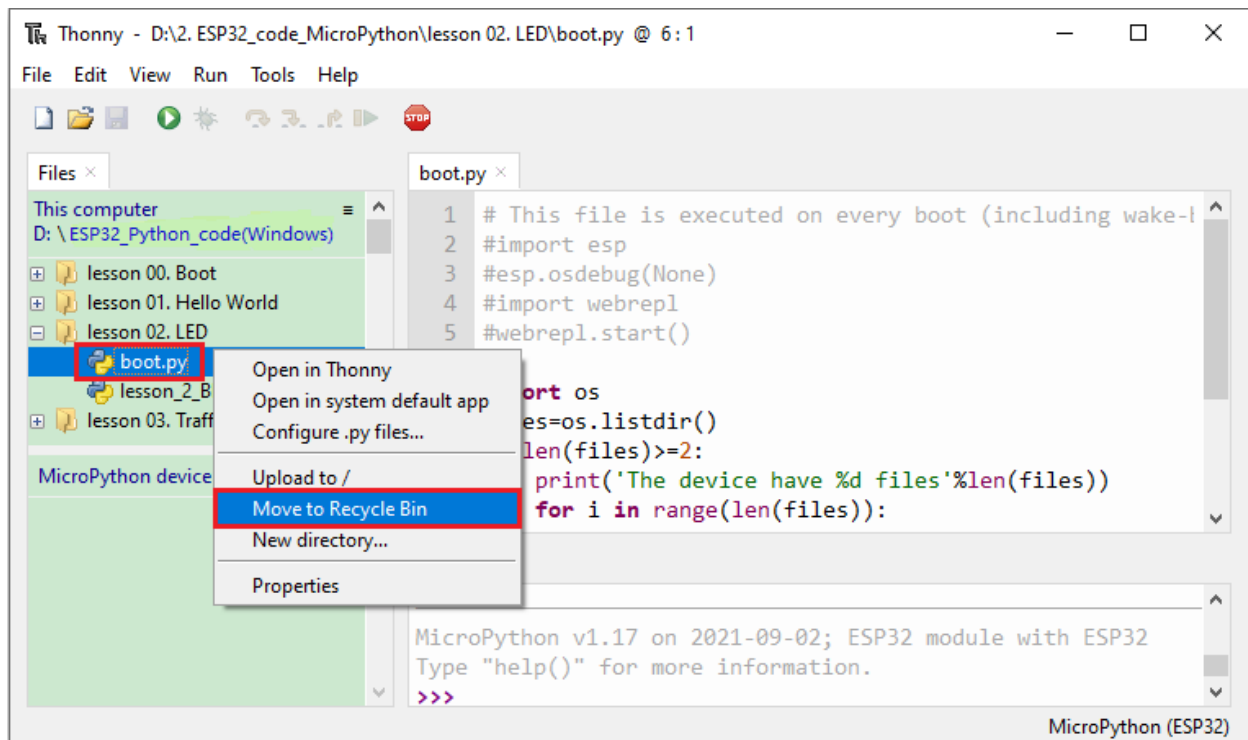 Thonny - D:\2. ESP32_code_MicroPython\lesson 02. LED\boot.py @ 6 : 1
File Edit View Run Tools Help
STOP
Files
This computer
D: \ ESP32_Python_code(Windows)
lesson 00. Boot
lesson 01. Hello World
lesson 02. LED
boot.py
lesson_2_B
lesson 03. Traff
MicroPython device
Open in Thonny
Open in system default app
Configure .py files...
Upload to /
Move to Recycle Bin
New directory...
Properties
boot.py
1 # This file is executed on every boot (including wake-
2 #import esp
3 #esp.osdebug(None)
4 #import webrepl
5 #webrepl.start()
ort os
es=os.listdir()
len(files)>=2:
print('The device have %d files'%len(files))
for i in range(len(files)):
MicroPython v1.17 on 2021-09-02; ESP32 module with ESP32
Type "help()" for more information.
>>>
MicroPython (ESP32)